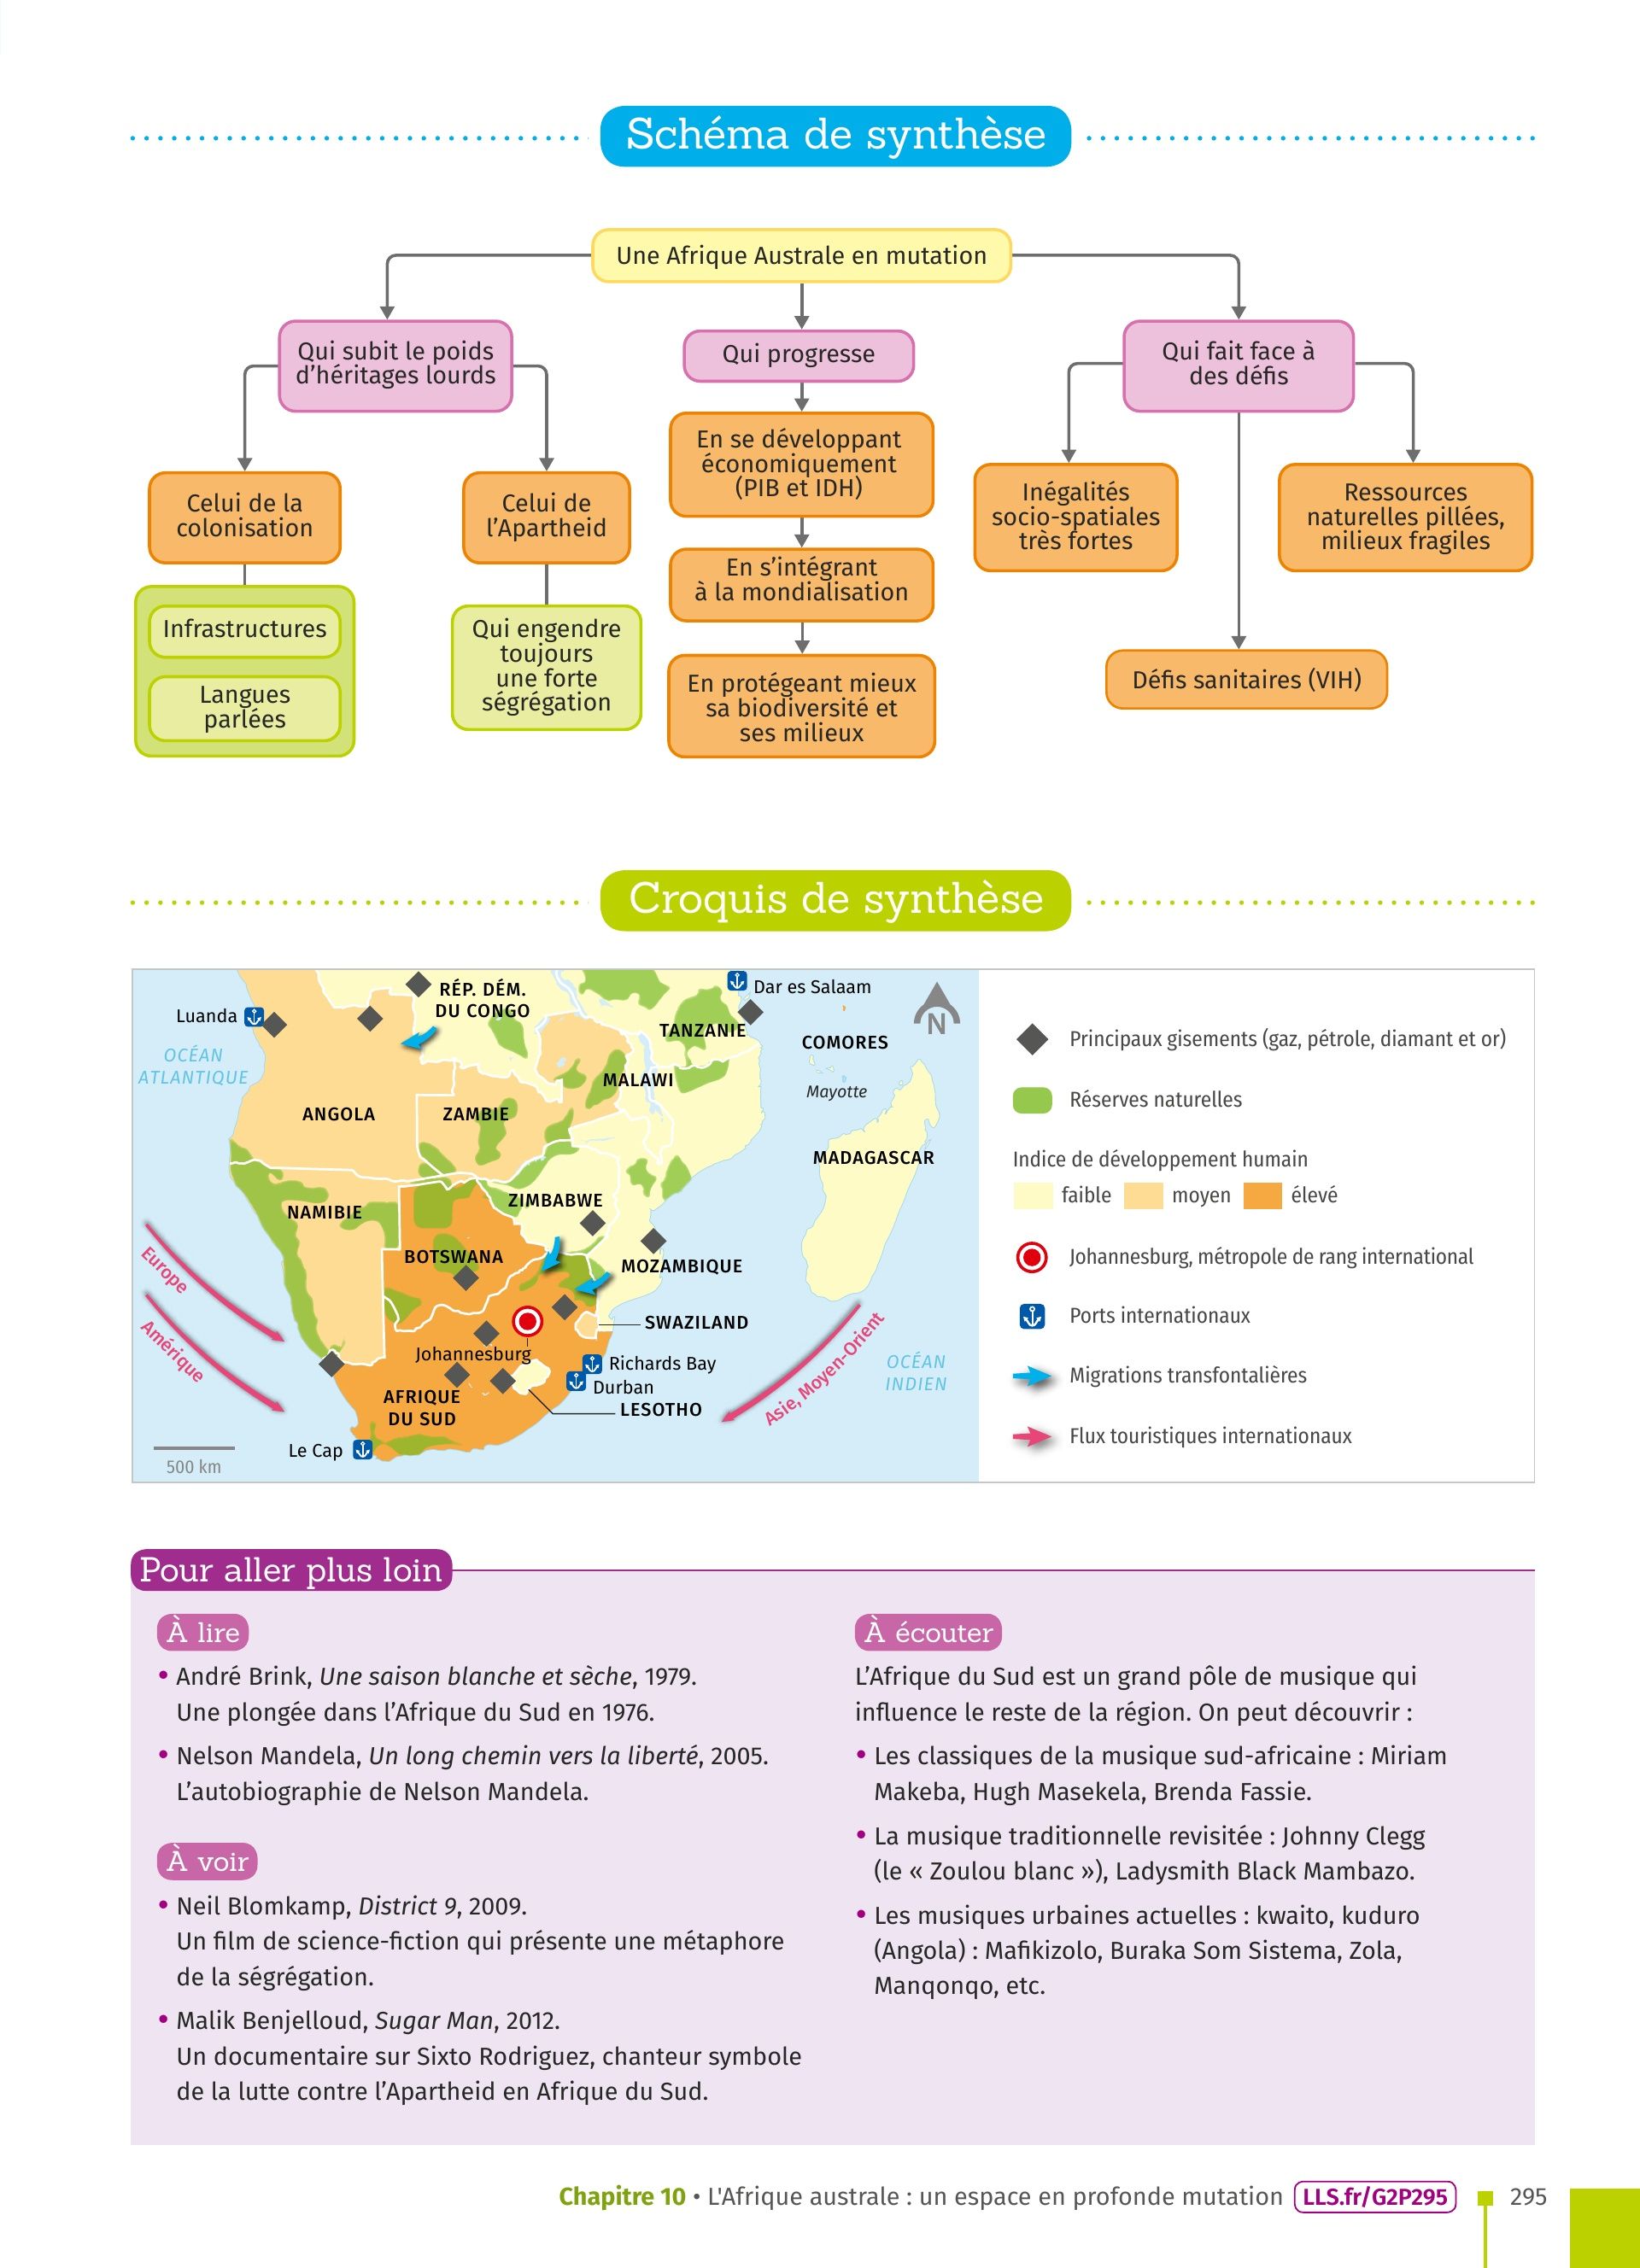 Schéma de synthèse
Une Afrique Australe en mutation
Qui subit le poids
d’héritages lourds
Celui de la
colonisation
Infrastructures
Langues
parlées
Celui de
l’Apartheid
Qui engendre
toujours
une forte
ségrégation
Qui progresse
En se développant
économiquement
(PIB et IDH)
En s’intégrant
à la mondialisation
En protégeant mieux
sa biodiversité et
ses milieux
Qui fait face à
des défis
Inégalités
socio-spatiales
très fortes
Défis sanitaires (VIH)
Ressources
naturelles pillées,
milieux fragiles
Croquis de synthèse
RÉP. DÉM.
DU CONGO
Dar es Salaam
Luanda
TANZANIE
N
OCÉAN
ATLANTIQUE
COMORES
MALAWI
Mayotte
ANGOLA
ZAMBIE
MADAGASCAR
ZIMBABWE
NAMIBIE
BOTSWANA
MOZAMBIQUE
Europe
Amérique
SWAZILAND
Johannesburg
Richards Bay
Durban
Asie, Moyen-Orient
OCÉAN
INDIEN
AFRIQUE
DU SUD
LESOTHO
Le Cap
500 km
Principaux gisements (gaz, pétrole, diamant et or)
Réserves naturelles
Indice de développement humain
faible moyen élevé
Johannesburg, métropole de rang international
Ports internationaux
Migrations transfontalières
Flux touristiques internationaux
Pour aller plus loin
À lire
• André Brink, Une saison blanche et sèche, 1979.
Une plongée dans l’Afrique du Sud en 1976.
• Nelson Mandela, Un long chemin vers la liberté, 2005.
L’autobiographie de Nelson Mandela.
À voir
• Neil Blomkamp, District 9, 2009.
Un film de science-fiction qui présente une métaphore
de la ségrégation.
• Malik Benjelloud, Sugar Man, 2012.
Un documentaire sur Sixto Rodriguez, chanteur symbole
de la lutte contre l’Apartheid en Afrique du Sud.
À écouter
L’Afrique du Sud est un grand pôle de musique qui
influence le reste de la région. On peut découvrir :
• Les classiques de la musique sud-africaine : Miriam
Makeba, Hugh Masekela, Brenda Fassie.
• La musique traditionnelle revisitée : Johnny Clegg
(le « Zoulou blanc »), Ladysmith Black Mambazo.
• Les musiques urbaines actuelles : kwaito, kuduro
(Angola) : Mafikizolo, Buraka Som Sistema, Zola,
Manqonqo, etc.
Chapitre 10 • L'Afrique australe : un espace en profonde mutation LLS.fr/G2P295 295